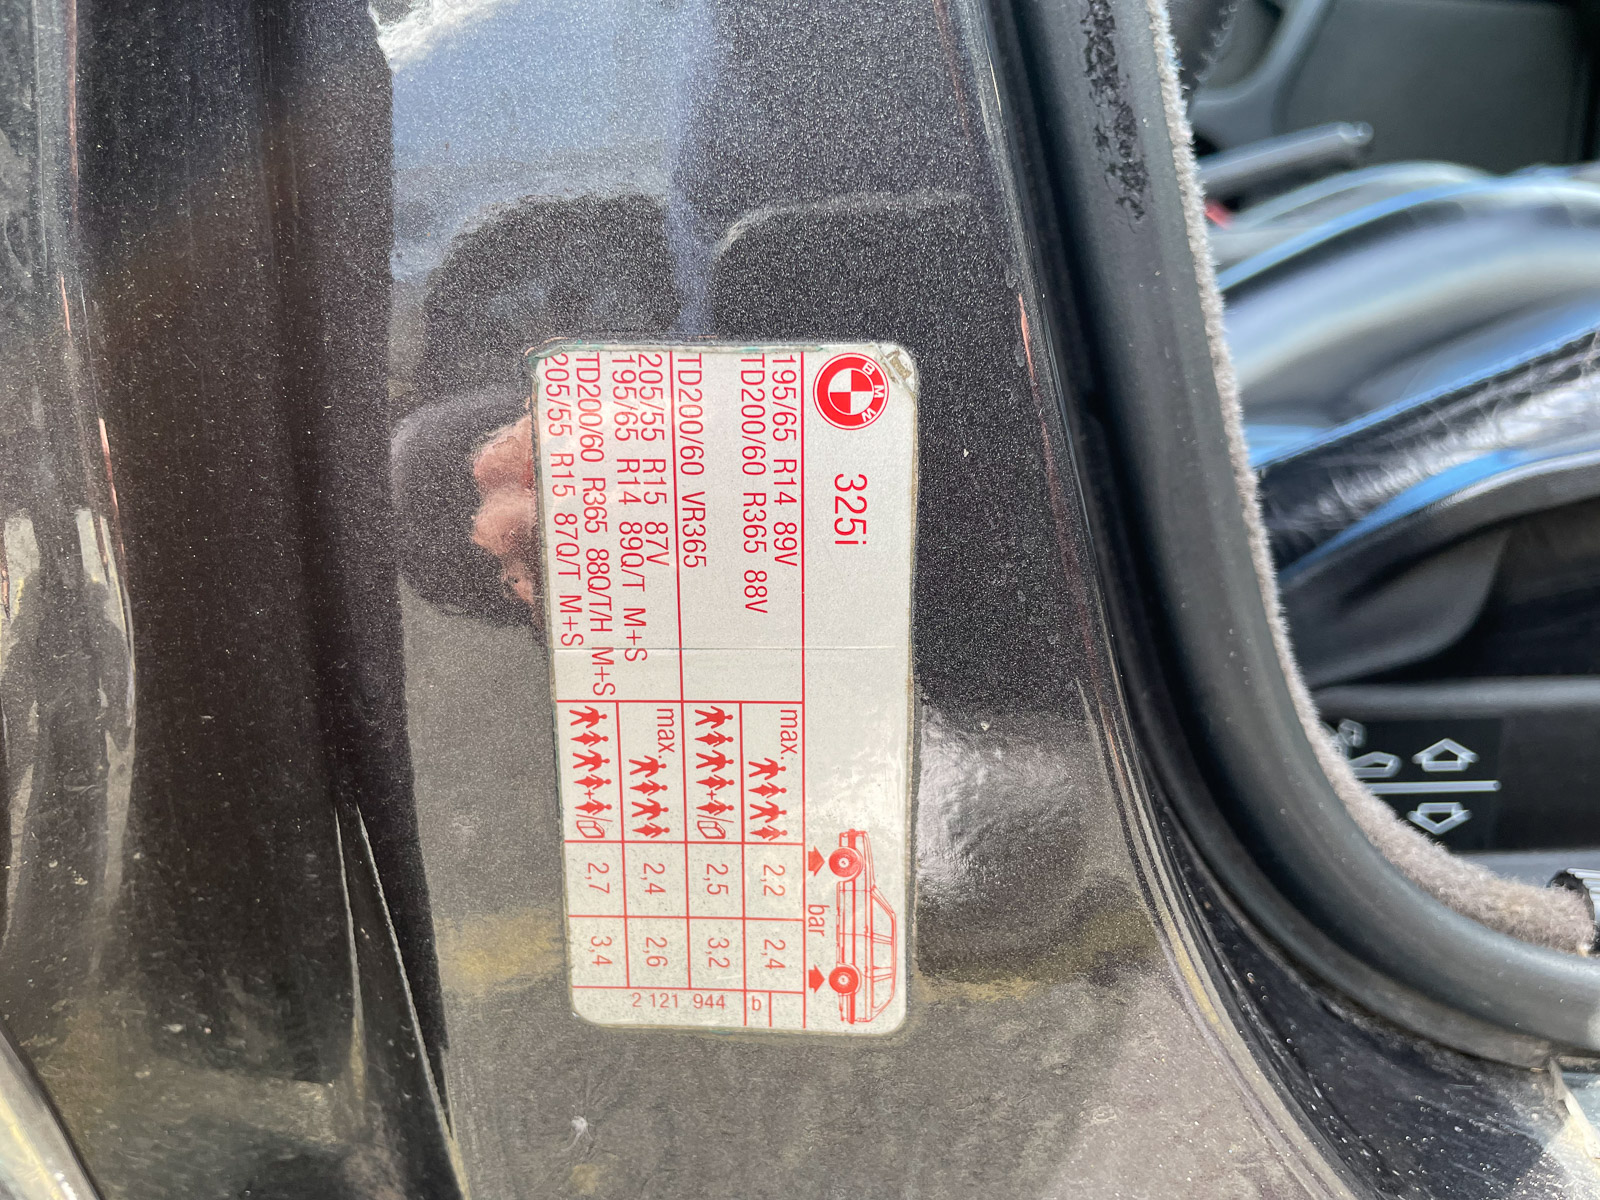 BMW
325i
bar
195/65 R14 89V
TD200/60 R365 88V
max.
2,2
2,4
2,5
3,2
TD200/60 VR365
205/55 R15 87V
195/65 R14 89Q/T M+S
TD200/60 R365 88Q/T/H M+S
205/55 R15 87Q/T M+S
max.
2,4
2,6
2,7
3,4
b
2 121 944